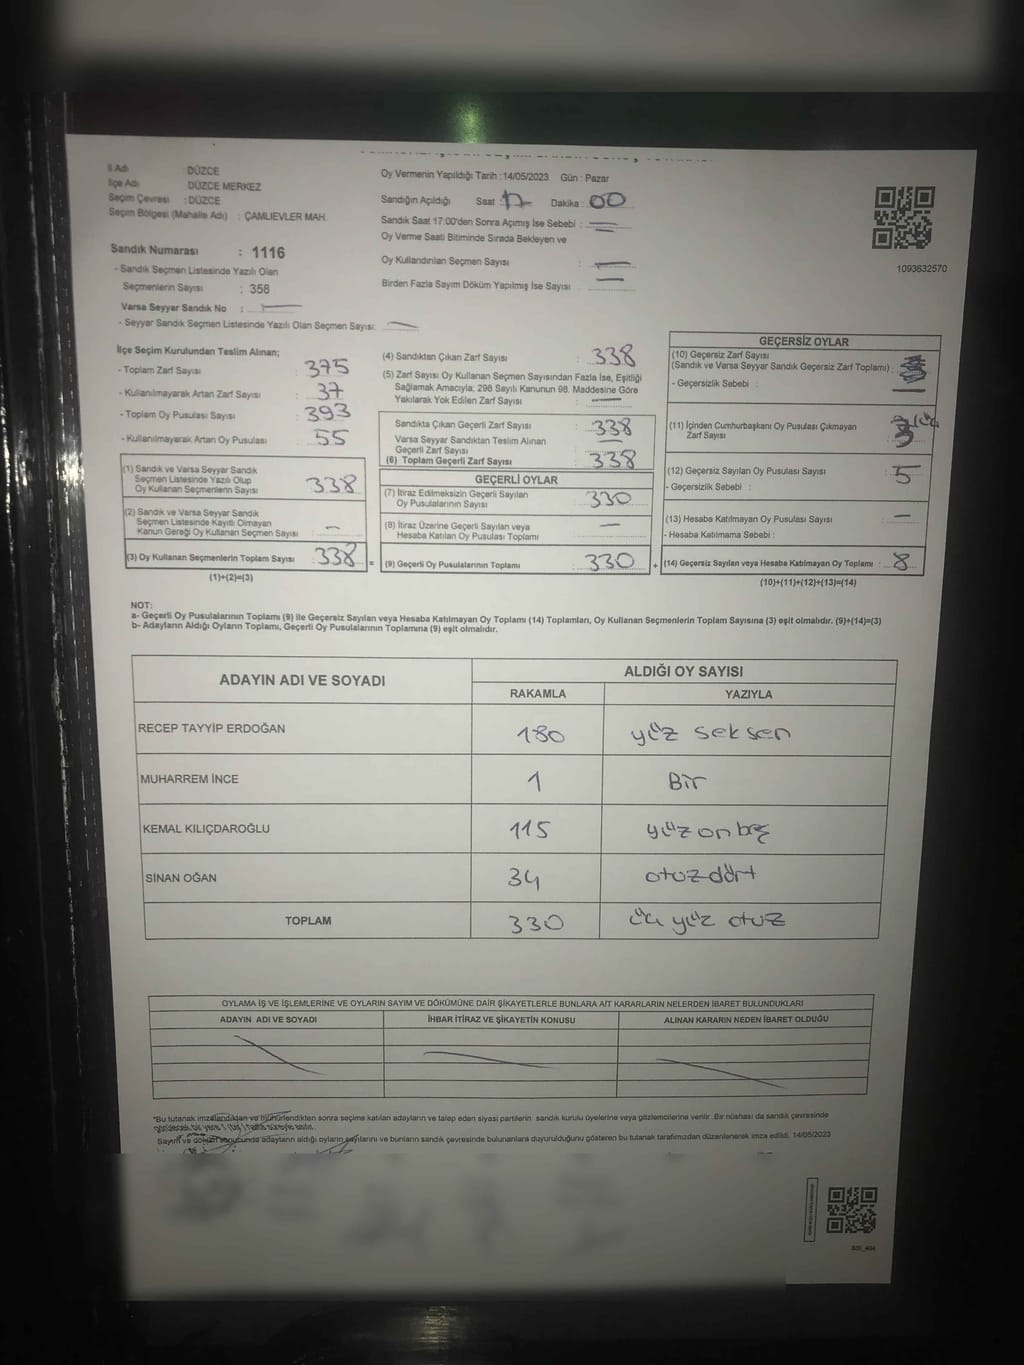 İl Adı DÜZCE
İlçe Adı DÜZCE MERKEZ
Seçim Çevresi : DÜZCE
Seçim Bölgesi (Mahalle Adı) : ÇAMLIEVLER MAH.
Sandık Numarası : 1116
- Sandık Seçmen Listesinde Yazılı Olan
Seçmenlerin Sayısı : 358
Varsa Seyyar Sandık No :
- Seyyar Sandık Seçmen Listesinde Yazılı Olan Seçmen Sayısı:
Oy Vermenin Yapıldığı Tarih : 14/05/2023 Gün : Pazar
Sandığın Açıldığı Saat : 17 Dakika : 00
Sandık Saat 17:00'den Sonra Açımış İse Sebebi :
Oy Verme Saati Bitiminde Sırada Bekleyen ve
Oy Kullandırılan Seçmen Sayısı :
Birden Fazla Sayım Döküm Yapılmış İse Sayısı :
1093632570
İlçe Seçim Kurulundan Teslim Alınan;
- Toplam Zarf Sayısı : 375
- Kullanılmayarak Artan Zarf Sayısı : 37
- Toplam Oy Pusulası Sayısı : 393
- Kullanılmayarak Artan Oy Pusulası : 55
(1) Sandık ve Varsa Seyyar Sandık
Seçmen Listesinde Yazılı Olup
Oy Kullanan Seçmenlerin Sayısı : 338
(2) Sandık ve Varsa Seyyar Sandık
Seçmen Listesinde Kayıtlı Olmayan
Kanun Gereği Oy Kullanan Seçmen Sayısı : -
(3) Oy Kullanan Seçmenlerin Toplam Sayısı : 338 =
(1)+(2)=(3)
(4) Sandıktan Çıkan Zarf Sayısı : 338
(5) Zarf Sayısı Oy Kullanan Seçmen Sayısından Fazla İse, Eşitliği
Sağlamak Amacıyla; 298 Sayılı Kanunun 98. Maddesine Göre
Yakılarak Yok Edilen Zarf Sayısı : -
Sandıkta Çıkan Geçerli Zarf Sayısı : 338
Varsa Seyyar Sandıktan Teslim Alınan
Geçerli Zarf Sayısı : -
(6) Toplam Geçerli Zarf Sayısı : 338
GEÇERLİ OYLAR
(7) İtiraz Edilmeksizin Geçerli Sayılan
Oy Pusulalarının Sayısı : 330
(8) İtiraz Üzerine Geçerli Sayılan veya
Hesaba Katılan Oy Pusulası Toplamı : -
(9) Geçerli Oy Pusulalarının Toplamı : 330 +
GEÇERSİZ OYLAR
(10) Geçersiz Zarf Sayısı
(Sandık ve Varsa Seyyar Sandık Geçersiz Zarf Toplamı) :
- Geçersizlik Sebebi :
(11) İçinden Cumhurbaşkanı Oy Pusulası Çıkmayan
Zarf Sayısı : 3 üç
(12) Geçersiz Sayılan Oy Pusulası Sayısı : 5
- Geçersizlik Sebebi :
(13) Hesaba Katılmayan Oy Pusulası Sayısı : -
- Hesaba Katılmama Sebebi :
(14) Geçersiz Sayılan veya Hesaba Katılmayan Oy Toplamı : 8
(10)+(11)+(12)+(13)=(14)
NOT:
a- Geçerli Oy Pusulalarının Toplamı (9) ile Geçersiz Sayılan veya Hesaba Katılmayan Oy Toplamı (14) Toplamları, Oy Kullanan Seçmenlerin Toplam Sayısına (3) eşit olmalıdır. (9)+(14)=(3)
b- Adayların Aldığı Oyların Toplamı, Geçerli Oy Pusulalarının Toplamına (9) eşit olmalıdır.
ADAYIN ADI VE SOYADI ALDIĞI OY SAYISI
RAKAMLA YAZIYLA
RECEP TAYYİP ERDOĞAN 180 yüz seksen
MUHARREM İNCE 1 Bir
KEMAL KILIÇDAROĞLU 115 yüz on beş
SİNAN OĞAN 34 otuz dört
TOPLAM 330 üç yüz otuz
OYLAMA İŞ VE İŞLEMLERİNE VE OYLARIN SAYIM VE DÖKÜMÜNE DAİR ŞİKAYETLERLE BUNLARA AİT KARARLARIN NELERDEN İBARET BULUNDUKLARI
ADAYIN ADI VE SOYADI İHBAR İTİRAZ VE ŞİKAYETİN KONUSU ALINAN KARARIN NEDEN İBARET OLDUĞU
*Bu tutanak imzalandıktan ve mühürlendikten sonra seçime katılan adayların ve talep eden siyasi partilerin sandık kurulu üyelerine veya gözlemcilerine verilir. Bir nüshası da sandık çevresinde
Sayım ve döküm sonucunda adayların aldığı oyların sayılarını ve bunların sandık çevresinde bulunanlara duyurulduğunu gösteren bu tutanak tarafımızdan düzenlenerek imza edildi. 14/05/2023